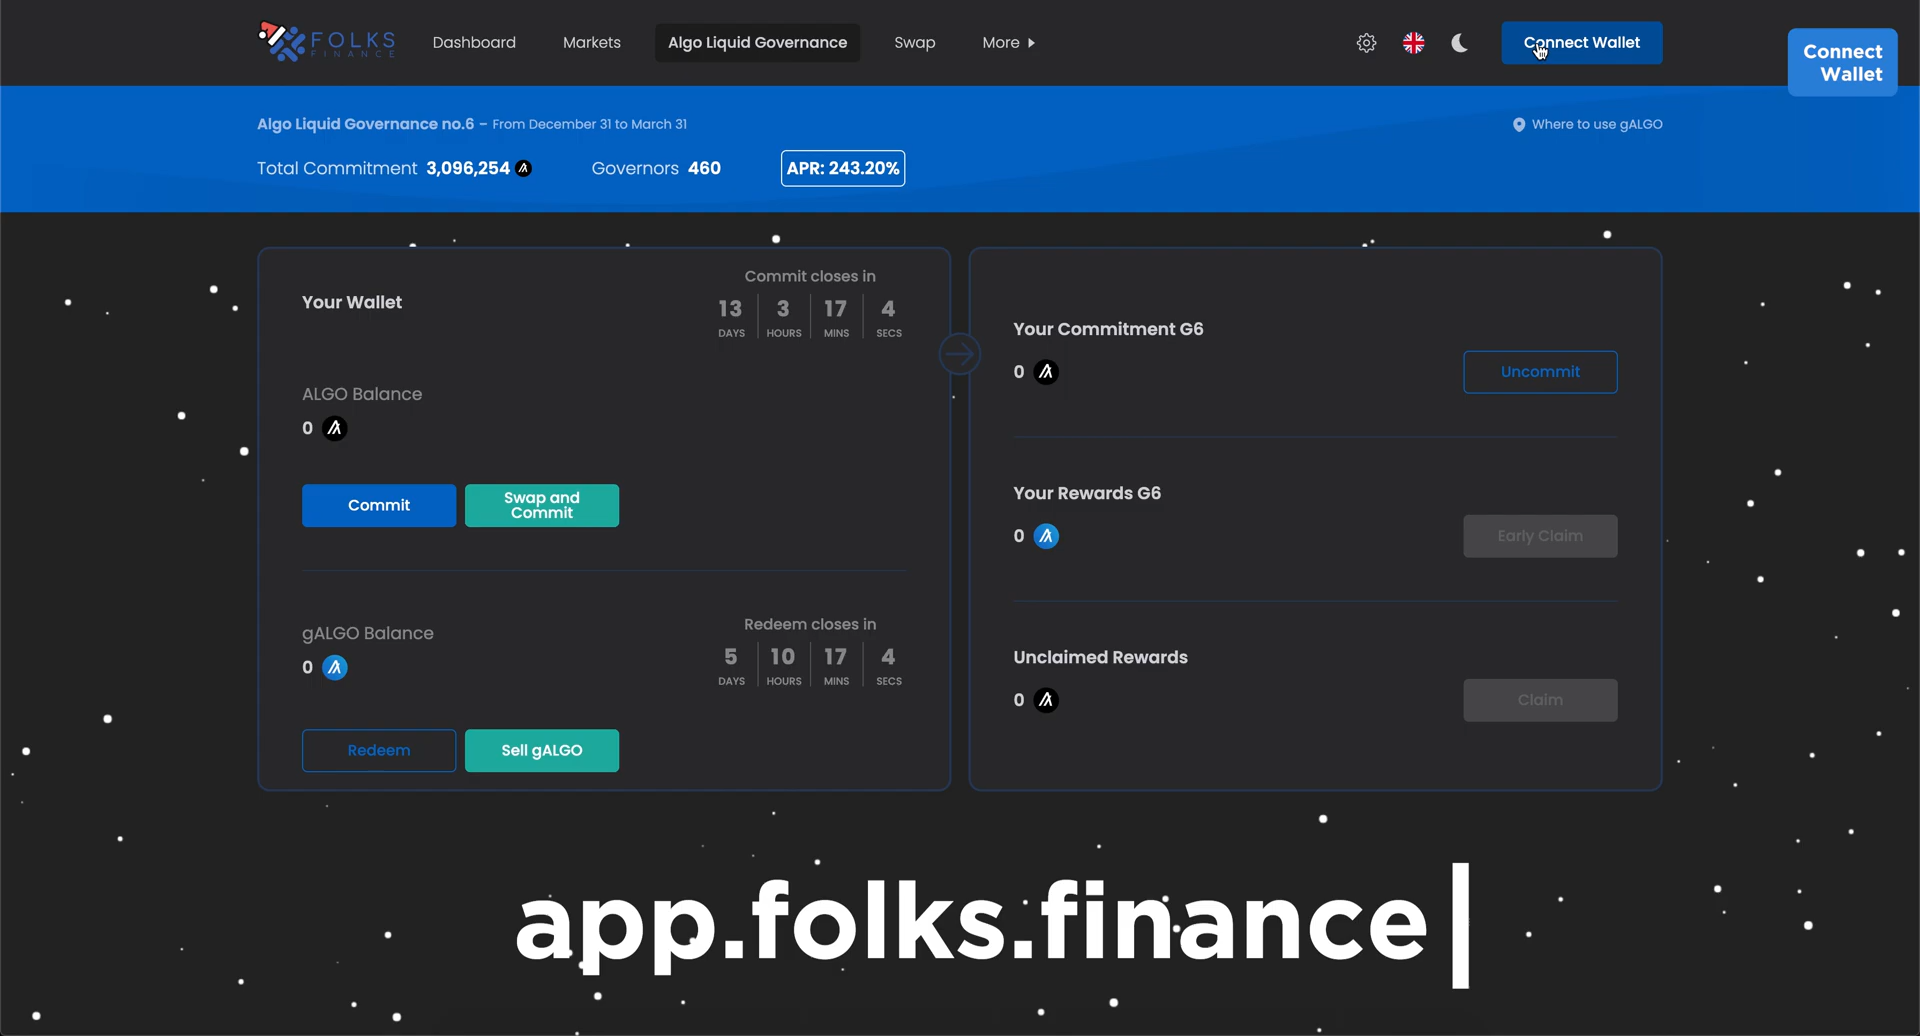 FOLKS
FINANCE
Dashboard
Markets
Algo Liquid Governance
Swap
More
Connect Wallet
Connect
Wallet
Algo Liquid Governance no.6 – From December 31 to March 31
Where to use gALGO
Total Commitment 3,096,254
Governors 460
APR: 243.20%
Your Wallet
Commit closes in
13 3 17 4
DAYS HOURS MINS SECS
ALGO Balance
0
Commit
Swap and
Commit
gALGO Balance
0
Redeem closes in
5 10 17 4
DAYS HOURS MINS SECS
Redeem
Sell gALGO
Your Commitment G6
0
Uncommit
Your Rewards G6
0
Early Claim
Unclaimed Rewards
0
Claim
app.folks.finance